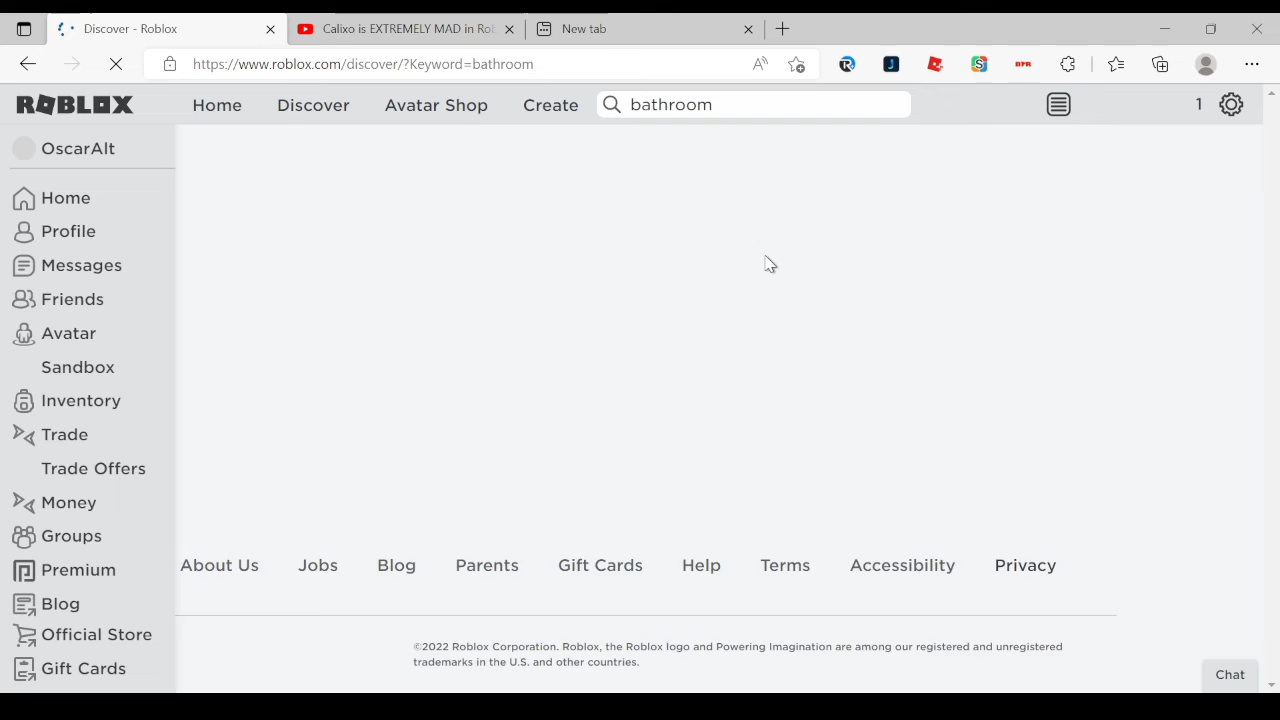 Discover - Roblox
Calixo is EXTREMELY MAD in Rob
New tab
https://www.roblox.com/discover/?Keyword=bathroom
BPR
ROBLOX
Home
Discover
Avatar Shop
Create
bathroom
1
OscarAlt
Home
Profile
Messages
Friends
Avatar
Sandbox
Inventory
Trade
Trade Offers
Money
Groups
Premium
Blog
Official Store
Gift Cards
About Us
Jobs
Blog
Parents
Gift Cards
Help
Terms
Accessibility
Privacy
©2022 Roblox Corporation. Roblox, the Roblox logo and Powering Imagination are among our registered and unregistered
trademarks in the U.S. and other countries.
Chat